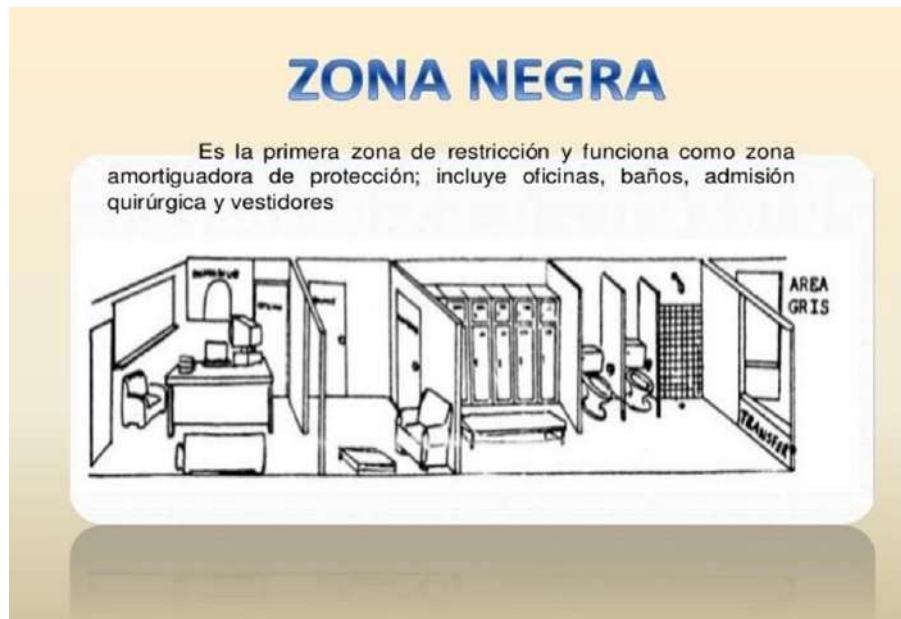 ZONA NEGRA
Es la primera zona de restricción y funciona como zona
amortiguadora de protección; incluye oficinas, baños, admisión
quirúrgica y vestidores
AREA
GRIS
TRANSFER